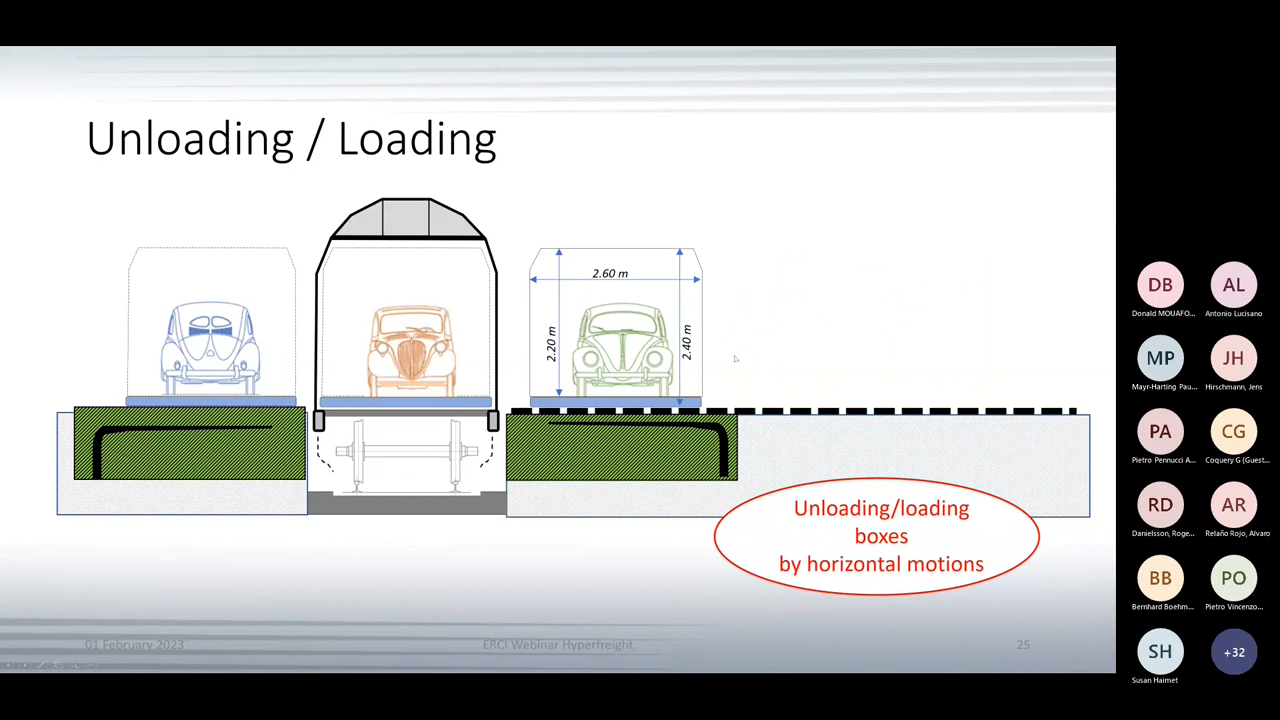 Unloading / Loading
2.60 m
2.20 m
2.40 m
Unloading/loading
boxes
by horizontal motions
01 February 2023
ERCI Webinar Hyperfreight
25
DB
Donald MOUAFO...
AL
Antonio Lucisano
MP
Mayr-Harting Pau...
JH
Hirschmann, Jens
PA
Pietro Pennucci A...
CG
Coquery G (Guest...
RD
Danielsson, Roge...
AR
Relaño Rojo, Alvaro
BB
Bernhard Boehm...
PO
Pietro Vincenzo...
SH
Susan Haimet
+32